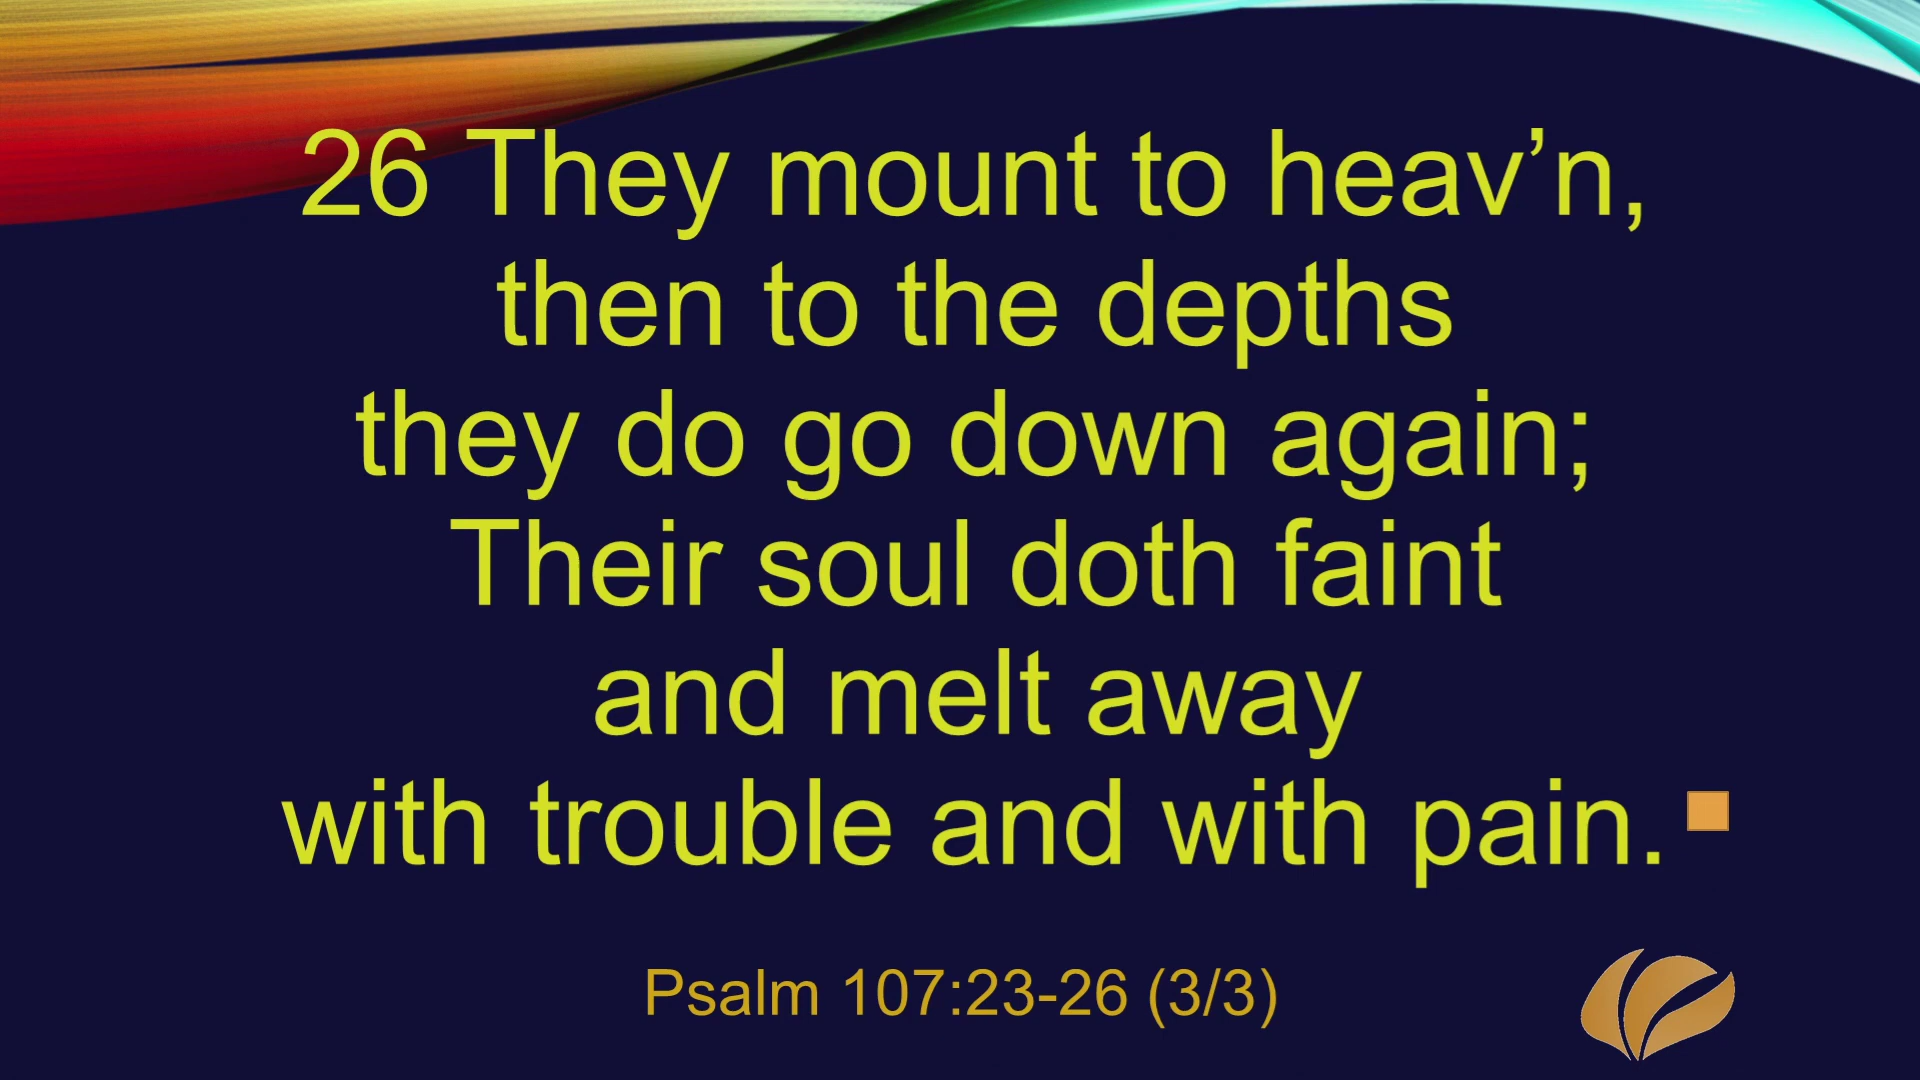 26 They mount to heav’n,
then to the depths
they do go down again;
Their soul doth faint
and melt away
with trouble and with pain.
Psalm 107:23-26 (3/3)